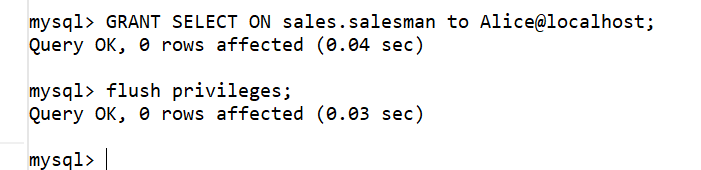 mysql> GRANT SELECT ON sales.salesman to Alice@localhost;
Query OK, 0 rows affected (0.04 sec)
mysql> flush privileges;
Query OK, 0 rows affected (0.03 sec)
mysql>